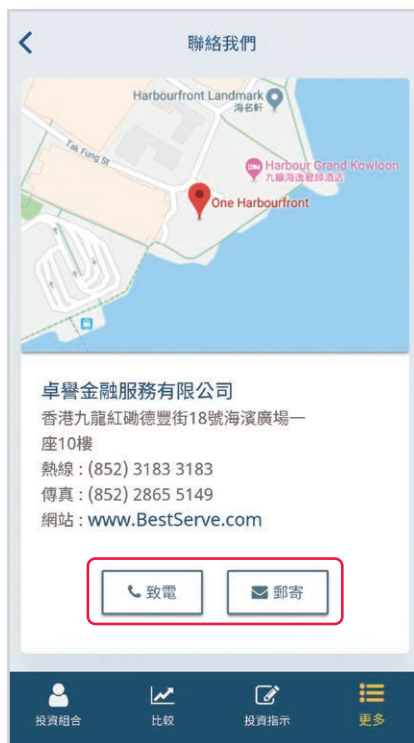 聯絡我們
Harbourfront Landmark
海名軒
Tak Fung St
Harbour Grand Kowloon
九龍海逸君綽酒店
One Harbourfront
卓譽金融服務有限公司
香港九龍紅磡德豐街18號海濱廣場一
座10樓
熱線 : (852) 3183 3183
傳真 : (852) 2865 5149
網站 : www.BestServe.com
致電 郵寄
投資組合 比較 投資指示 更多